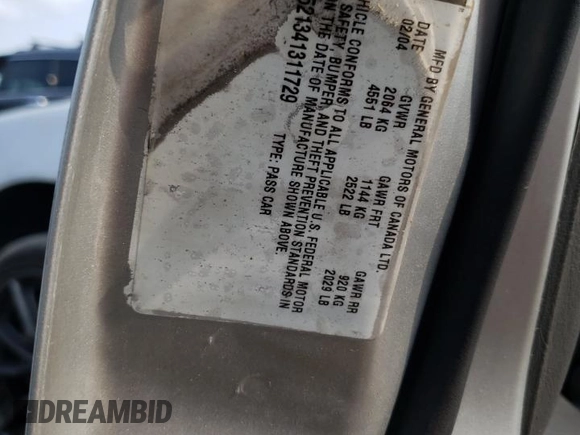 MFD BY GENERAL MOTORS OF CANADA LTD.
DATE GVWR GAWR FRT GAWR RR
02/04 2064 KG 1144 KG 920 KG
4551 LB 2522 LB 2029 LB
HICLE CONFORMS TO ALL APPLICABLE U.S. FEDERAL MOTOR
SAFETY, BUMPER, AND THEFT PREVENTION STANDARDS IN
ON THE DATE OF MANUFACTURE SHOWN ABOVE.
521341311729 TYPE: PASS CAR
DREAMBID